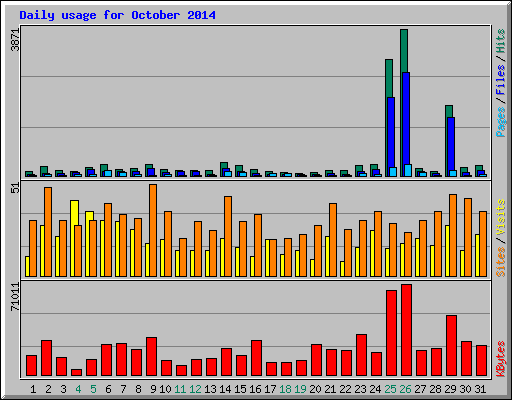 Daily usage for October 2014
3871
Pages / Files / Hits
51
Sites / Visits
71011
KBytes
1 2 3 4 5 6 7 8 9 10 11 12 13 14 15 16 17 18 19 20 21 22 23 24 25 26 27 28 29 30 31